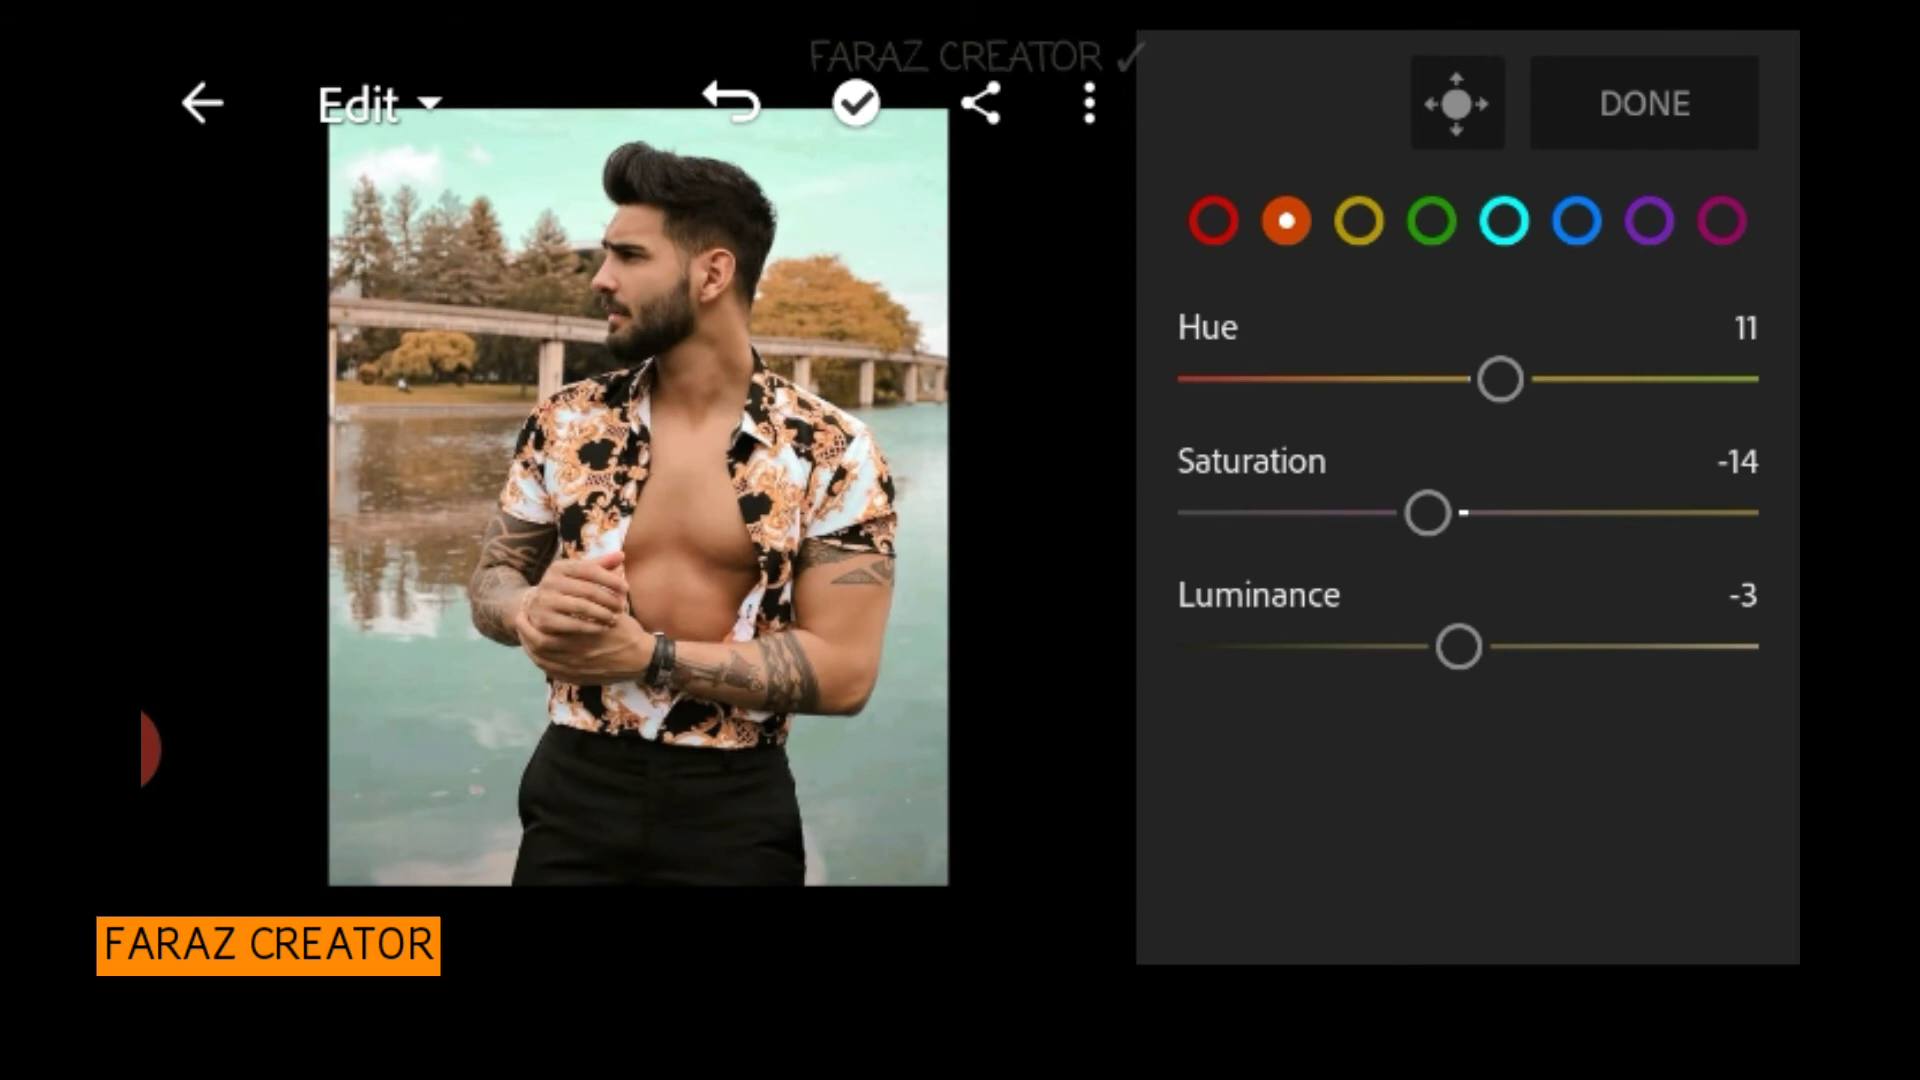 FARAZ CREATOR ✓
Edit
DONE
Hue 11
Saturation -14
Luminance -3
FARAZ CREATOR